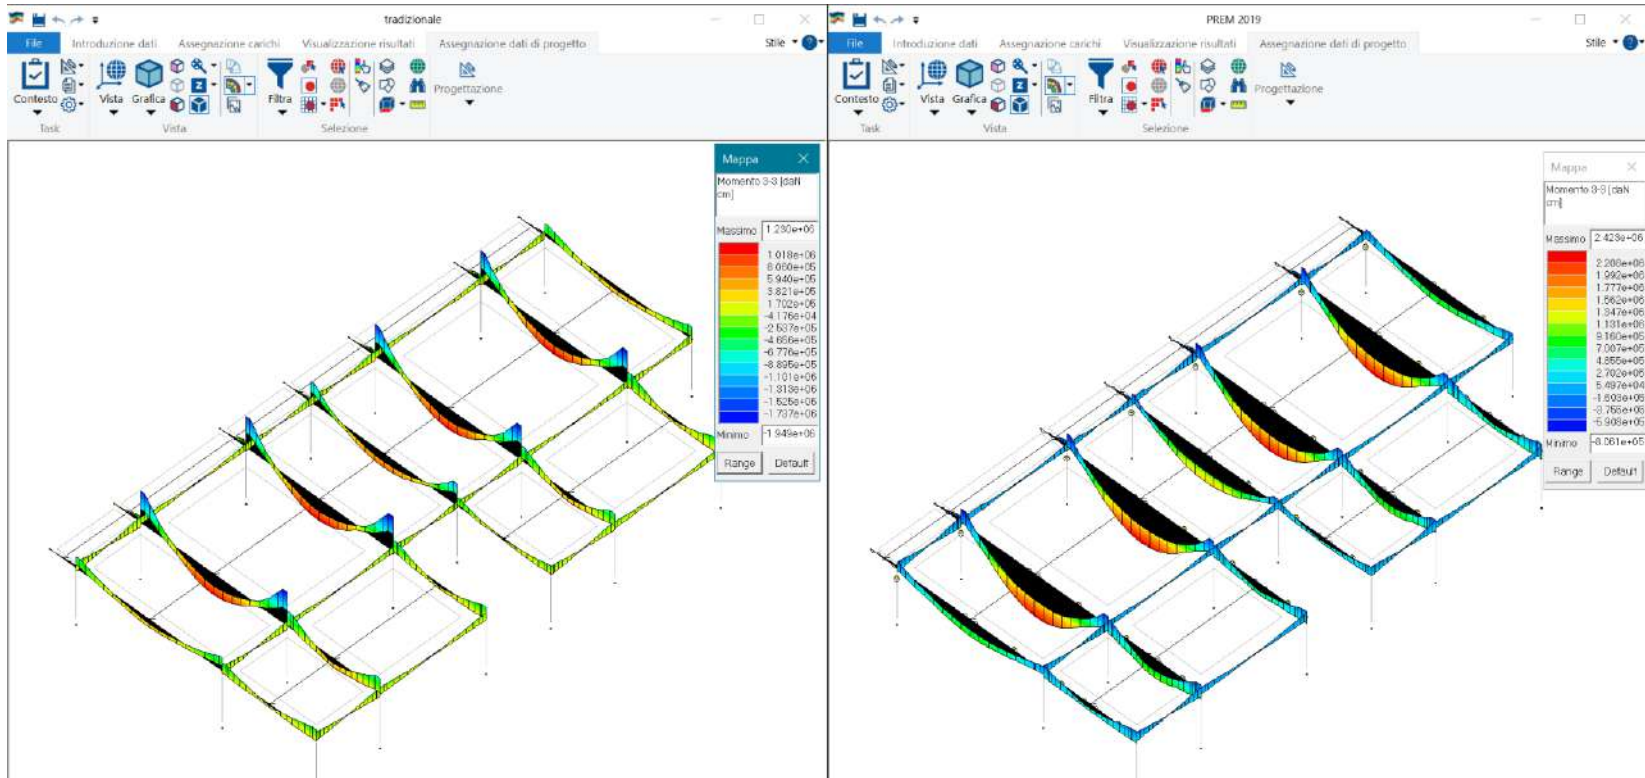 tradizionale
File Introduzione dati Assegnazione carichi Visualizzazione risultati Assegnazione dati di progetto Stile
Contesto Vista Grafica Filtra Progettazione
Task Vista Selezione
Mappa
Momento 3-3 [daN
cm]
Massimo 1.230e+06
1.018e+06
8.060e+05
5.940e+05
3.821e+05
1.702e+05
-4.176e+04
-2.537e+05
-4.656e+05
-6.776e+05
-8.895e+05
-1.101e+06
-1.313e+06
-1.525e+06
-1.737e+06
Minimo -1.949e+06
Range Default
PREM 2019
File Introduzione dati Assegnazione carichi Visualizzazione risultati Assegnazione dati di progetto Stile
Contesto Vista Grafica Filtra Progettazione
Task Vista Selezione
Mappa
Momento 3-3 [daN
cm]
Massimo 2.423e+06
2.208e+06
1.992e+06
1.777e+06
1.562e+06
1.347e+06
1.131e+06
9.160e+05
7.007e+05
4.855e+05
2.702e+05
5.497e+04
-1.603e+05
-3.756e+05
-5.908e+05
Minimo -8.061e+05
Range Default